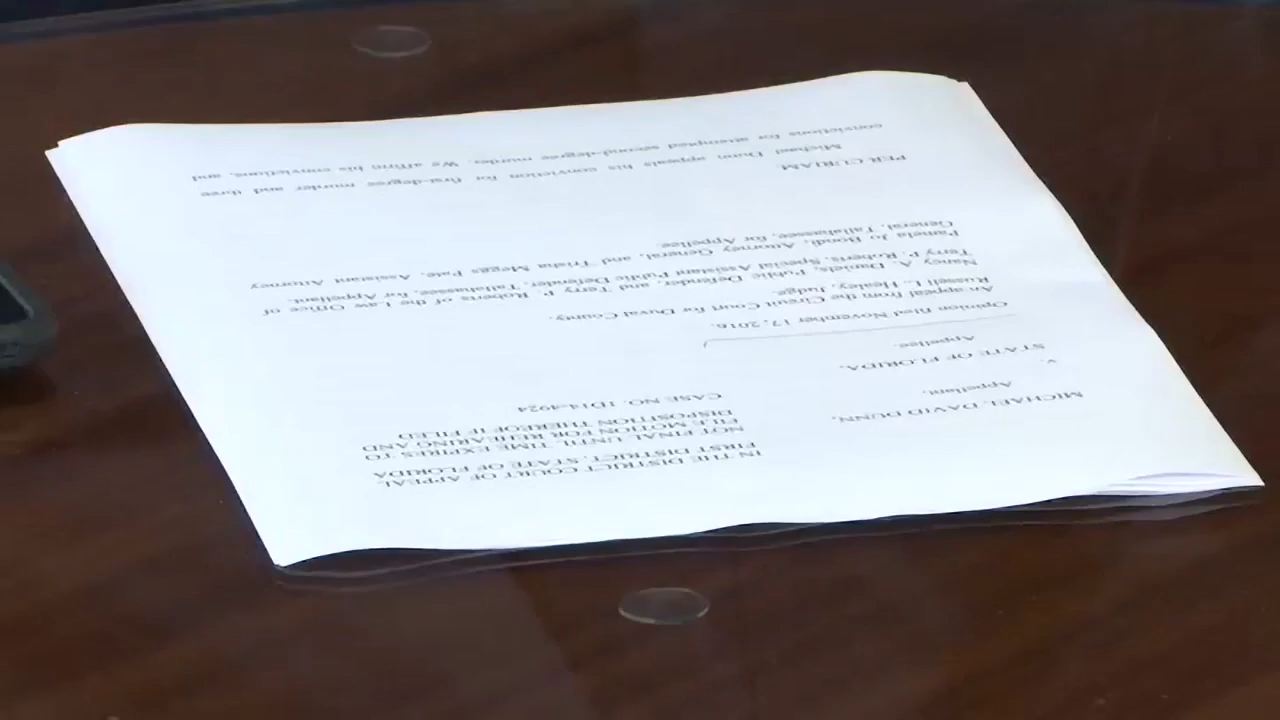 IN THE DISTRICT COURT OF APPEAL
FIRST DISTRICT, STATE OF FLORIDA
NOT FINAL UNTIL TIME EXPIRES TO
FILE MOTION FOR REHEARING AND
DISPOSITION THEREOF IF FILED
CASE NO. 1D14-4924
MICHAEL DAVID DUNN,
Appellant,
v.
STATE OF FLORIDA,
Appellee.
Opinion filed November 17, 2016.
An appeal from the Circuit Court for Duval County.
Russell L. Healey, Judge.
Nancy A. Daniels, Public Defender, and Terry P. Roberts of the Law Office of
Terry P. Roberts, Special Assistant Public Defender, Tallahassee, for Appellant.
Pamela Jo Bondi, Attorney General, and Trisha Meggs Pate, Assistant Attorney
General, Tallahassee, for Appellee.
PER CURIAM
Michael Dunn appeals his conviction for first-degree murder and three
convictions for attempted second-degree murder. We affirm his convictions, and